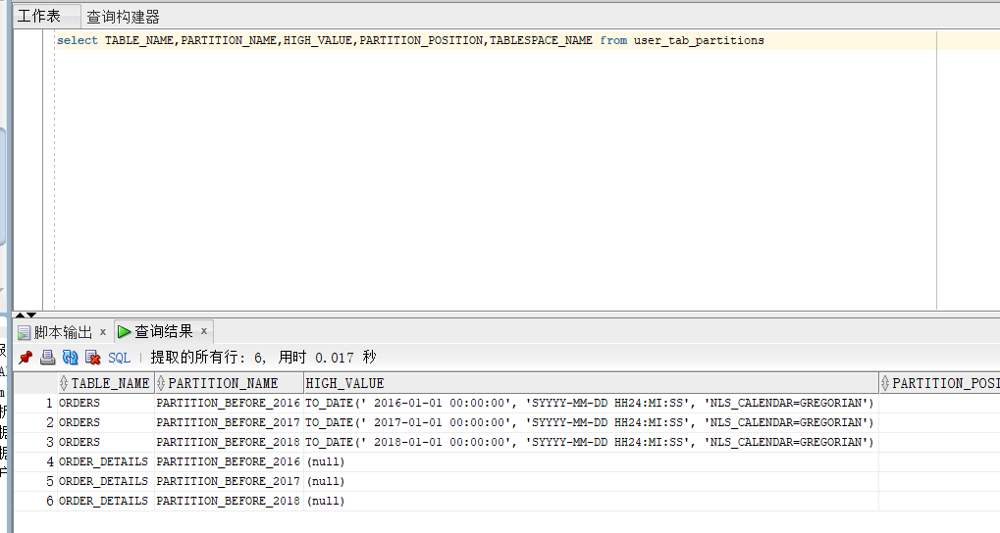 工作表 查询构建器
select TABLE_NAME,PARTITION_NAME,HIGH_VALUE,PARTITION_POSITION,TABLESPACE_NAME from user_tab_partitions
脚本输出 x 查询结果 x
SQL | 提取的所有行: 6, 用时 0.017 秒
TABLE_NAME PARTITION_NAME HIGH_VALUE PARTITION_POSI
1 ORDERS PARTITION_BEFORE_2016 TO_DATE(' 2016-01-01 00:00:00', 'SYYYY-MM-DD HH24:MI:SS', 'NLS_CALENDAR=GREGORIAN')
2 ORDERS PARTITION_BEFORE_2017 TO_DATE(' 2017-01-01 00:00:00', 'SYYYY-MM-DD HH24:MI:SS', 'NLS_CALENDAR=GREGORIAN')
3 ORDERS PARTITION_BEFORE_2018 TO_DATE(' 2018-01-01 00:00:00', 'SYYYY-MM-DD HH24:MI:SS', 'NLS_CALENDAR=GREGORIAN')
4 ORDER_DETAILS PARTITION_BEFORE_2016 (null)
5 ORDER_DETAILS PARTITION_BEFORE_2017 (null)
6 ORDER_DETAILS PARTITION_BEFORE_2018 (null)